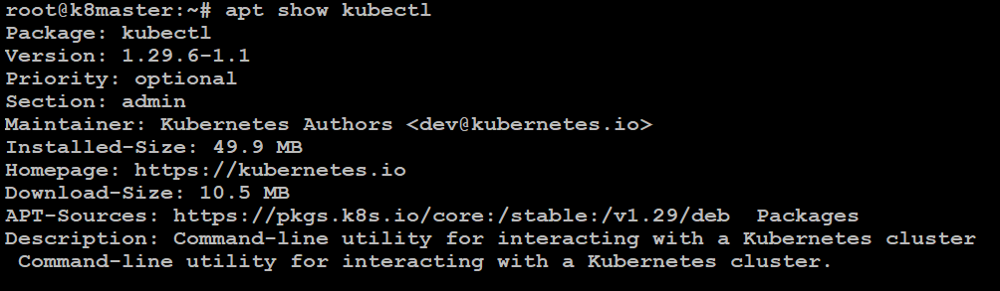 root@k8master:~# apt show kubectl
Package: kubectl
Version: 1.29.6-1.1
Priority: optional
Section: admin
Maintainer: Kubernetes Authors <dev@kubernetes.io>
Installed-Size: 49.9 MB
Homepage: https://kubernetes.io
Download-Size: 10.5 MB
APT-Sources: https://pkgs.k8s.io/core:/stable:/v1.29/deb  Packages
Description: Command-line utility for interacting with a Kubernetes cluster
 Command-line utility for interacting with a Kubernetes cluster.